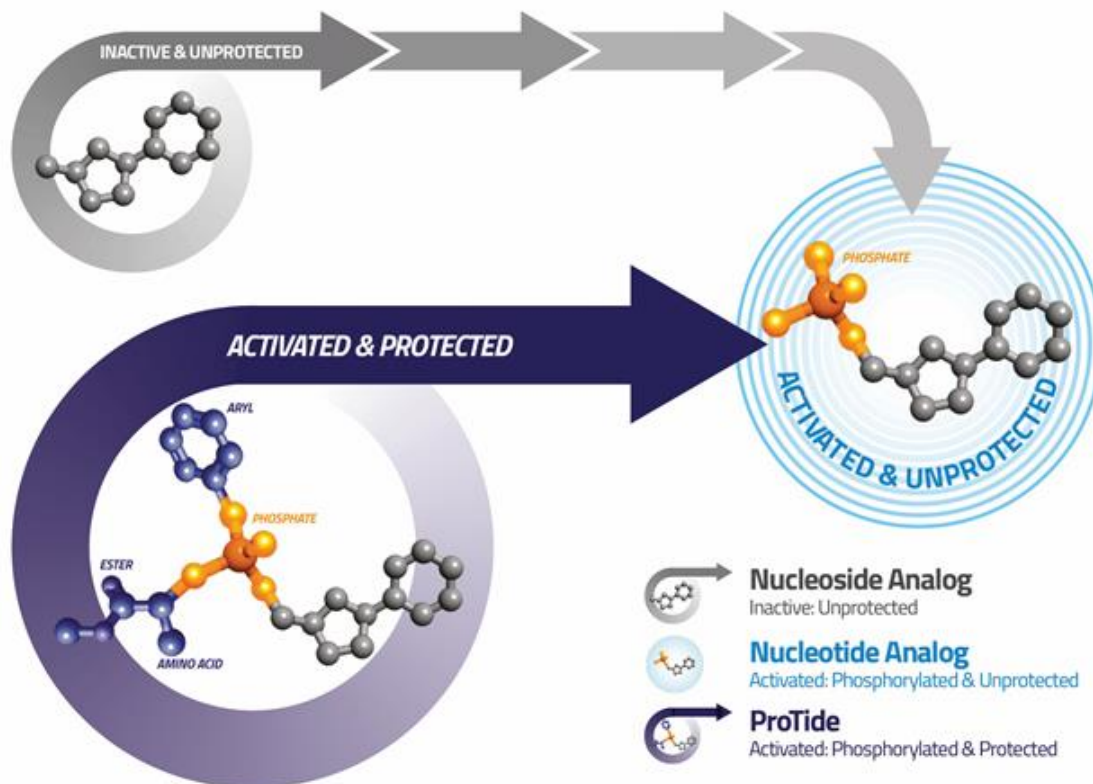 INACTIVE & UNPROTECTED
PHOSPHATE
ACTIVATED & PROTECTED
ACTIVATED & UNPROTECTED
ARYL
PHOSPHATE
ESTER
AMINO ACID
Nucleoside Analog
Inactive: Unprotected
Nucleotide Analog
Activated: Phosphorylated & Unprotected
ProTide
Activated: Phosphorylated & Protected